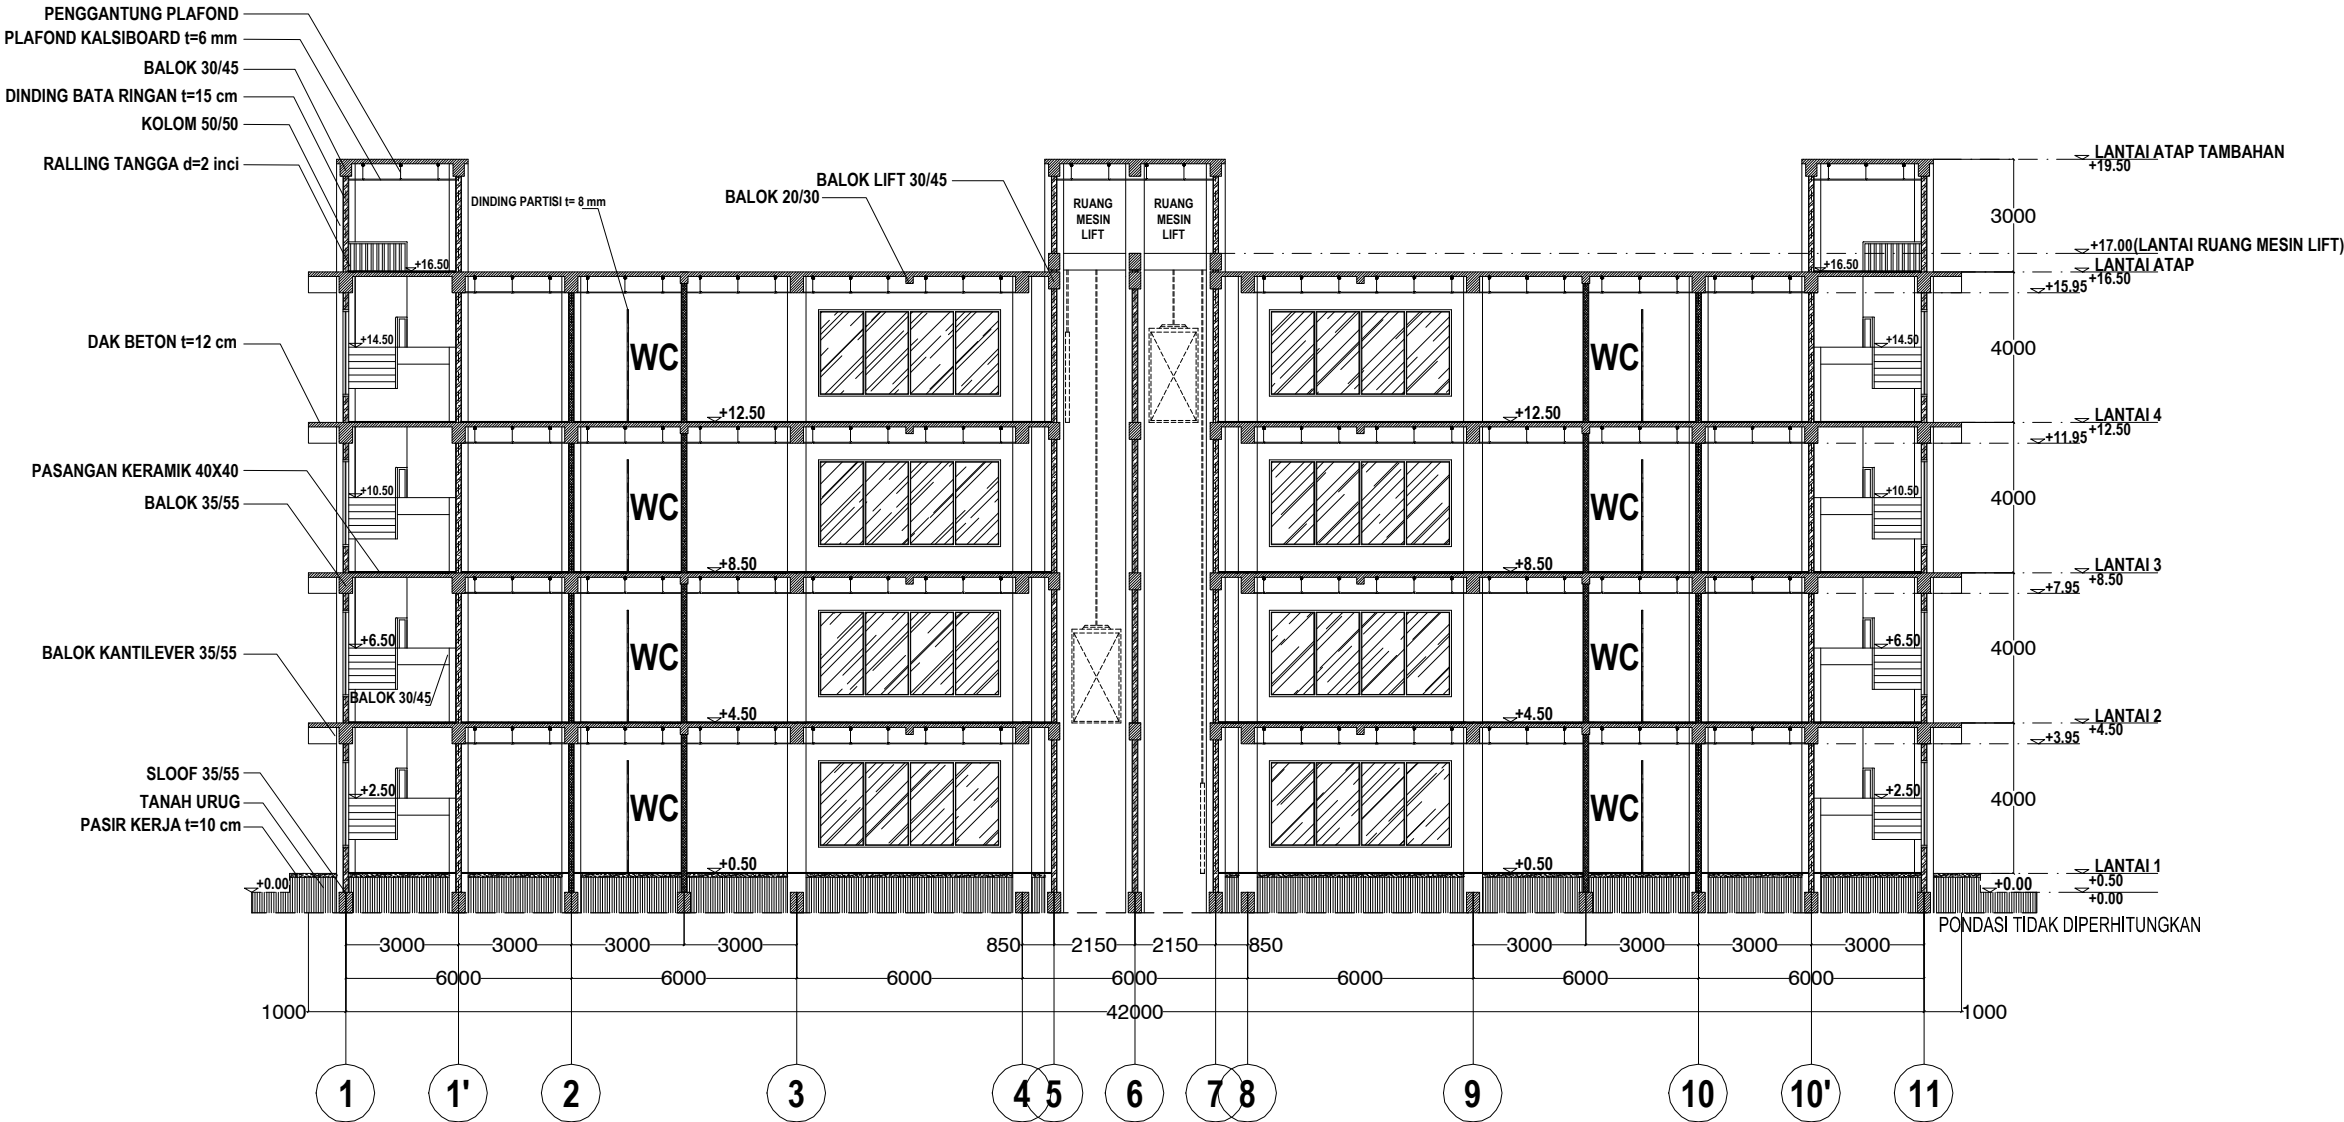 PENGGANTUNG PLAFOND
PLAFOND KALSIBOARD t=6 mm
BALOK 30/45
DINDING BATA RINGAN t=15 cm
KOLOM 50/50
RALLING TANGGA d=2 inci
DINDING PARTISI t= 8 mm
BALOK 20/30
BALOK LIFT 30/45
RUANG
MESIN
LIFT
RUANG
MESIN
LIFT
LANTAI ATAP TAMBAHAN
+19.50
3000
+17.00(LANTAI RUANG MESIN LIFT)
LANTAI ATAP
+16.50
+16.50
+16.50
+15.95
DAK BETON t=12 cm
+14.50
WC
WC
+14.50
4000
+12.50
+12.50
LANTAI 4
+12.50
+11.95
PASANGAN KERAMIK 40X40
BALOK 35/55
+10.50
WC
WC
+10.50
4000
+8.50
+8.50
LANTAI 3
+8.50
+7.95
BALOK KANTILEVER 35/55
+6.50
BALOK 30/45
WC
WC
+6.50
4000
+4.50
+4.50
LANTAI 2
+4.50
+3.95
SLOOF 35/55
TANAH URUG
PASIR KERJA t=10 cm
+2.50
WC
WC
+2.50
4000
+0.50
+0.50
LANTAI 1
+0.50
+0.00
+0.00
+0.00
PONDASI TIDAK DIPERHITUNGKAN
3000 3000 3000 3000 850 2150 2150 850 3000 3000 3000 3000
6000 6000 6000 6000 6000 6000 6000
1000 42000 1000
1 1' 2 3 4 5 6 7 8 9 10 10' 11